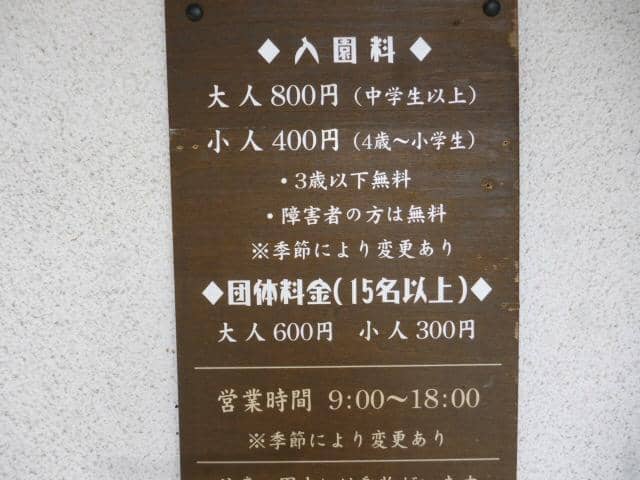 ◆入園料◆
大人800円（中学生以上）
小人400円（4歳～小学生）
・3歳以下無料
・障害者の方は無料
※季節により変更あり
◆団体料金（15名以上）◆
大人600円　小人300円
営業時間 9:00～18:00
※季節により変更あり